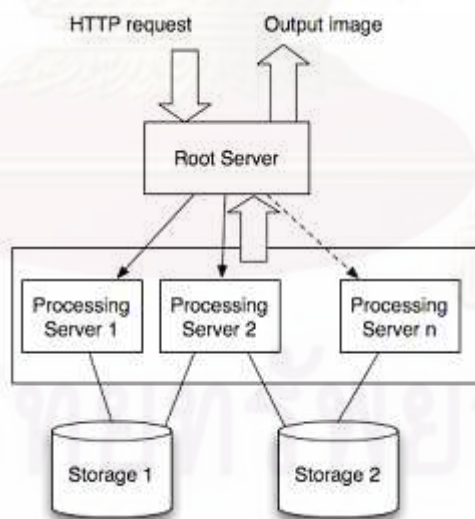 HTTP request
Output image
Root Server
Processing
Server 1
Processing
Server 2
Processing
Server n
Storage 1
Storage 2